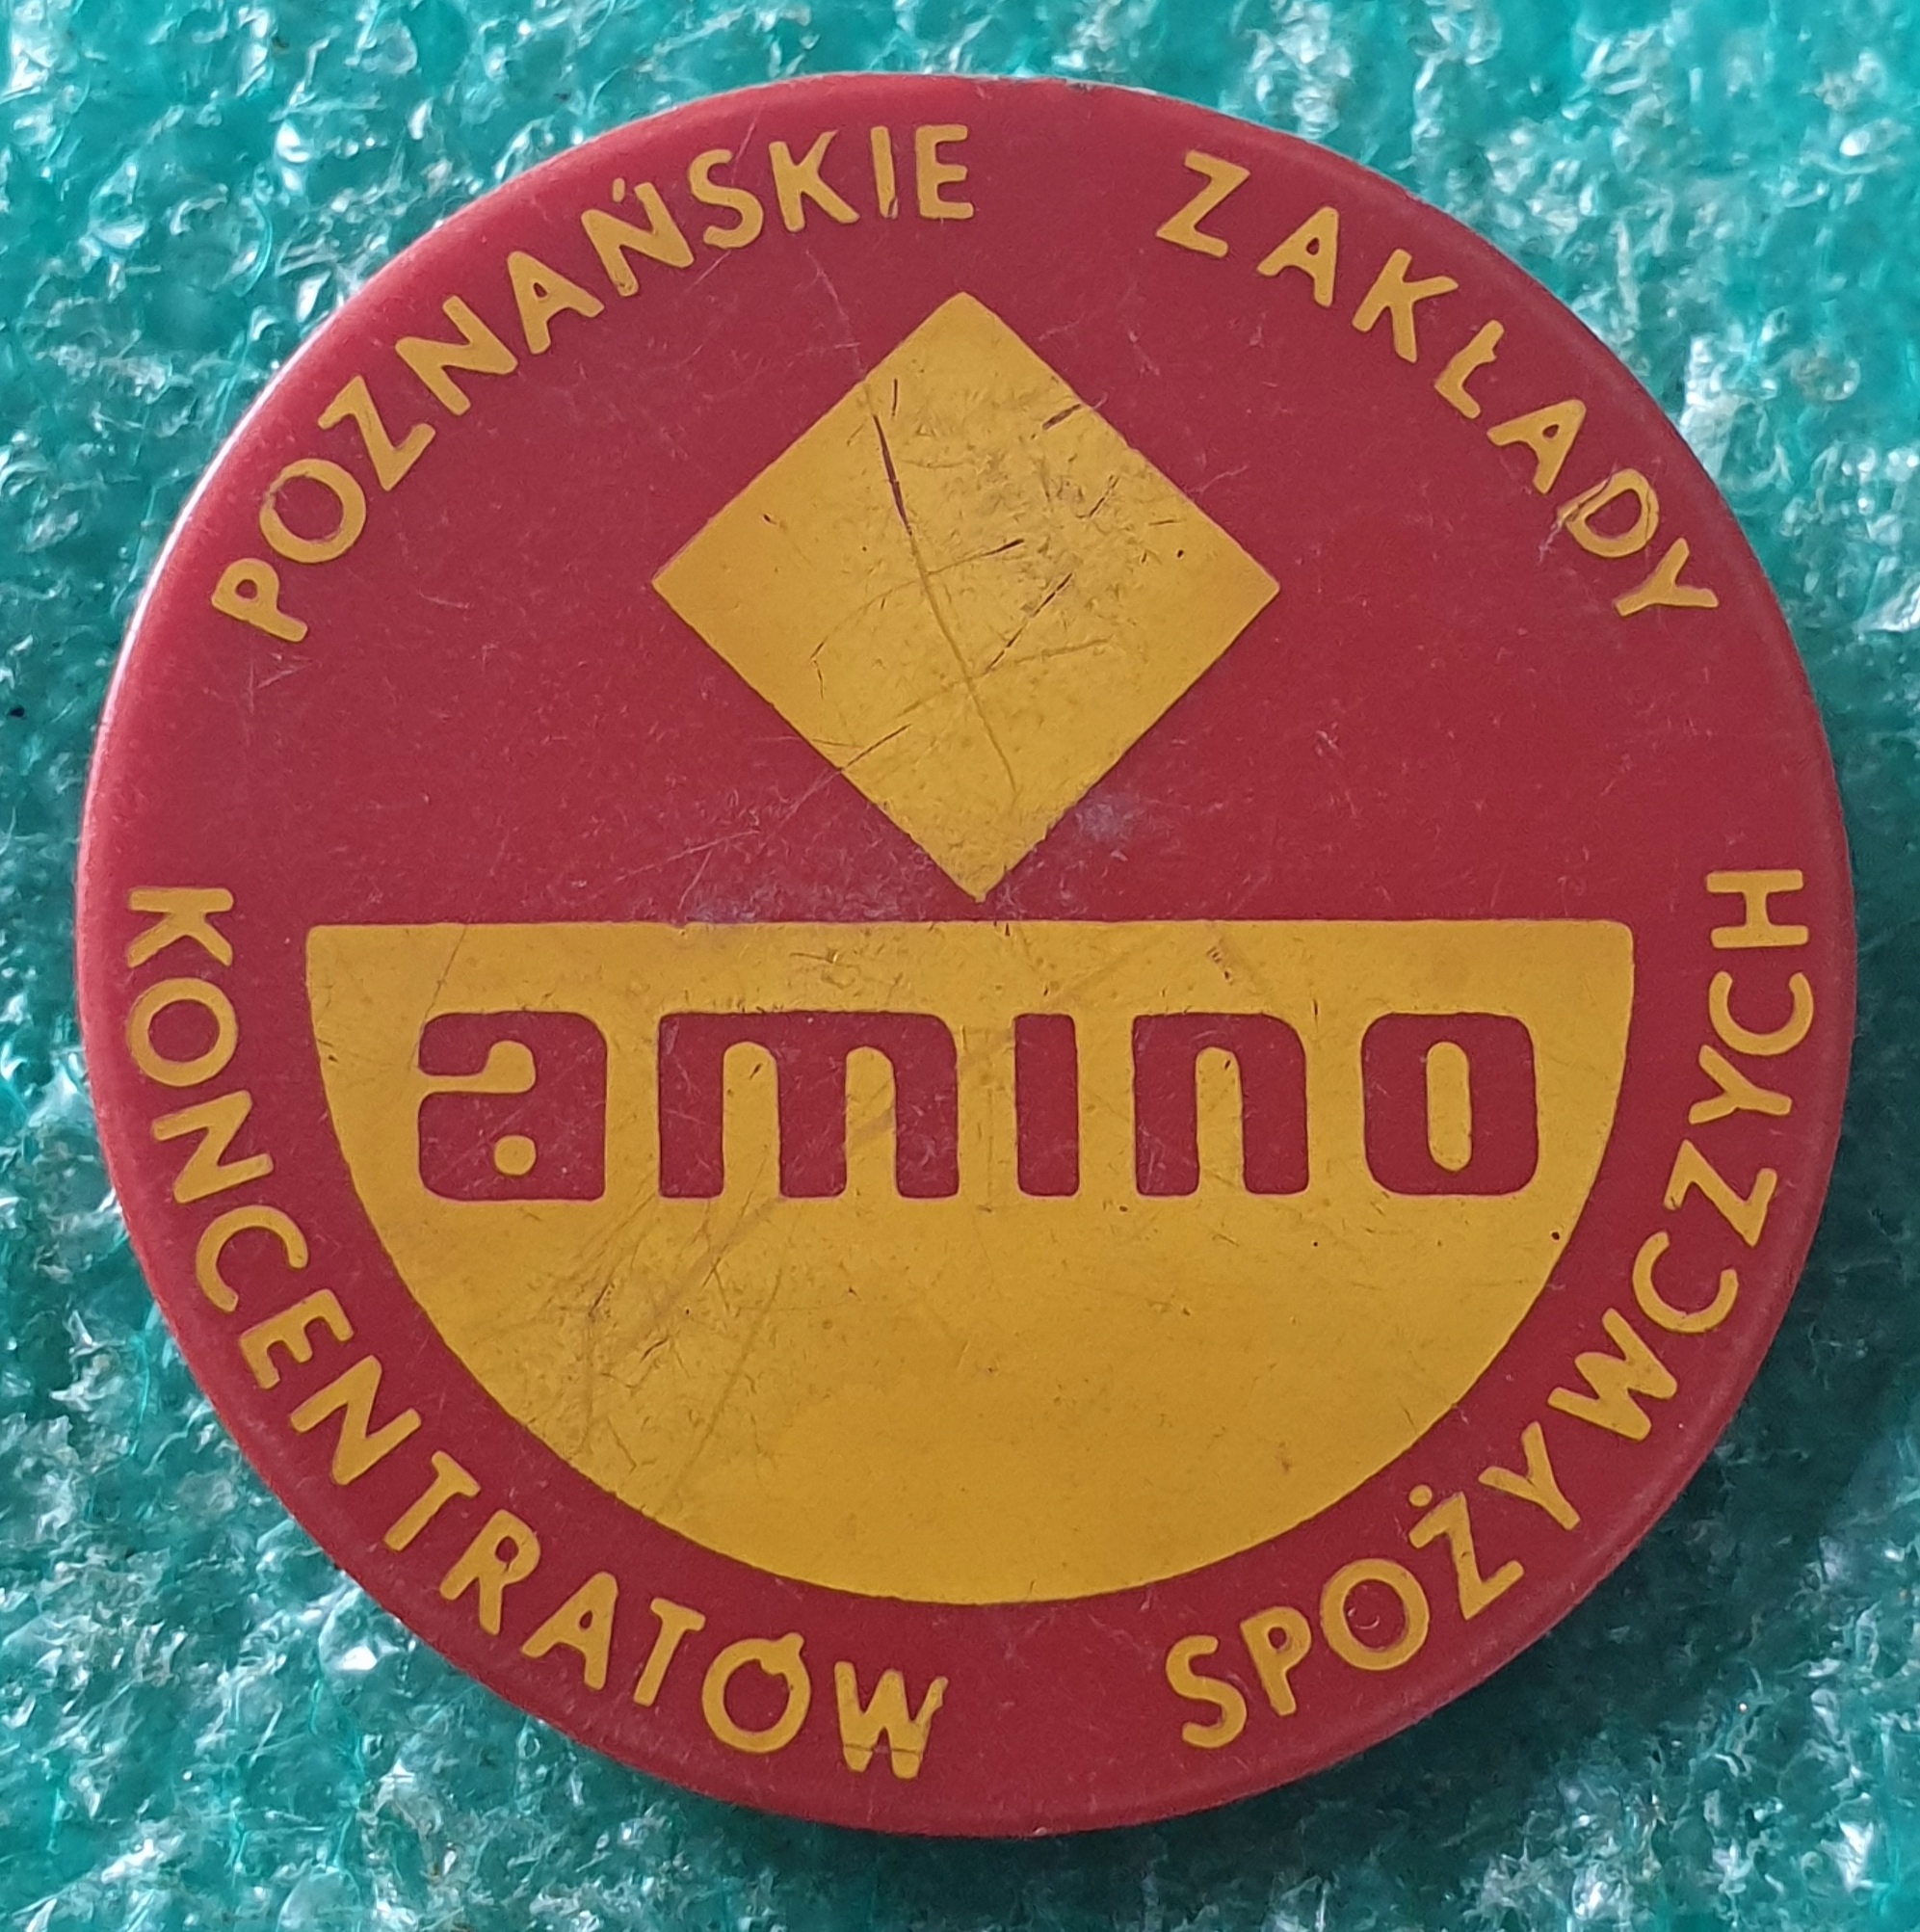 POZNAŃSKIE ZAKŁADY
amino
KONCENTRATÓW SPOŻYWCZYCH